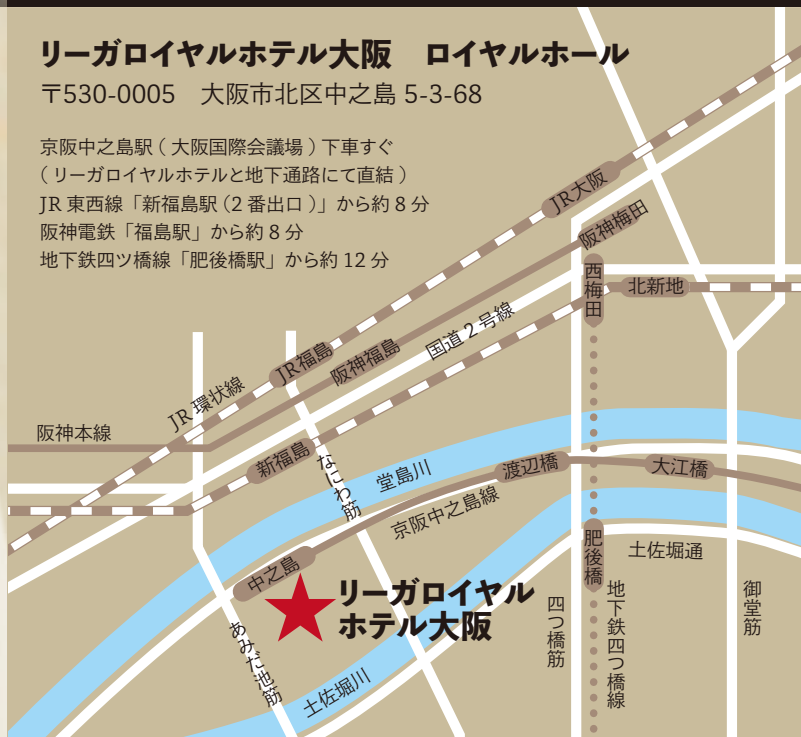 リーガロイヤルホテル大阪　ロイヤルホール
〒530-0005　大阪市北区中之島 5-3-68
京阪中之島駅 ( 大阪国際会議場 ) 下車すぐ
( リーガロイヤルホテルと地下通路にて直結 )
JR 東西線「新福島駅 (2 番出口 )」から約 8 分
阪神電鉄「福島駅」から約 8 分
地下鉄四ツ橋線「肥後橋駅」から約 12 分
JR大阪
阪神梅田
西梅田
北新地
国道2号線
JR福島
阪神福島
JR 環状線
阪神本線
新福島
なにわ筋
堂島川
渡辺橋
大江橋
京阪中之島線
中之島
肥後橋
土佐堀通
リーガロイヤル
ホテル大阪
四つ橋筋
地下鉄四つ橋線
御堂筋
あみだ池筋
土佐堀川